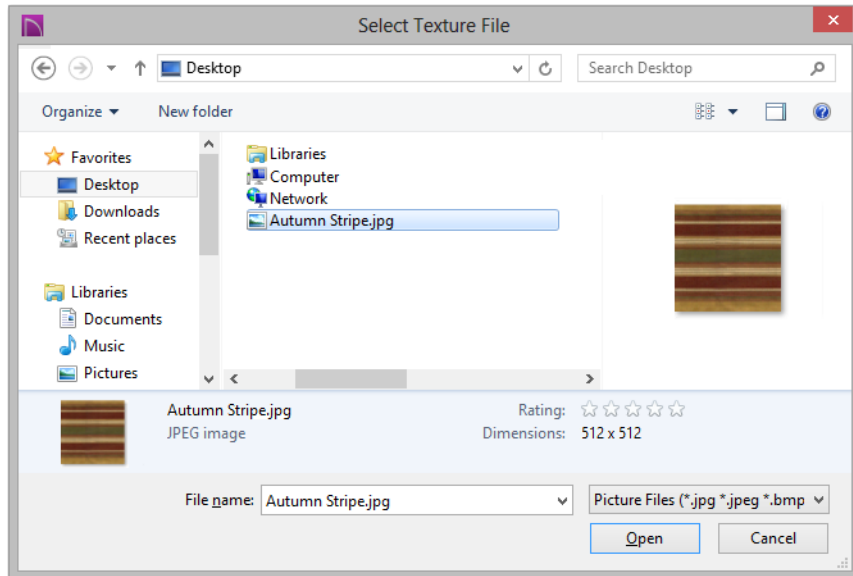 Select Texture File
Desktop
Search Desktop
Organize
New folder
Favorites
Desktop
Downloads
Recent places
Libraries
Documents
Music
Pictures
Libraries
Computer
Network
Autumn Stripe.jpg
Autumn Stripe.jpg
JPEG image
Rating:
Dimensions: 512 x 512
File name: Autumn Stripe.jpg
Picture Files (*.jpg *.jpeg *.bmp
Open
Cancel